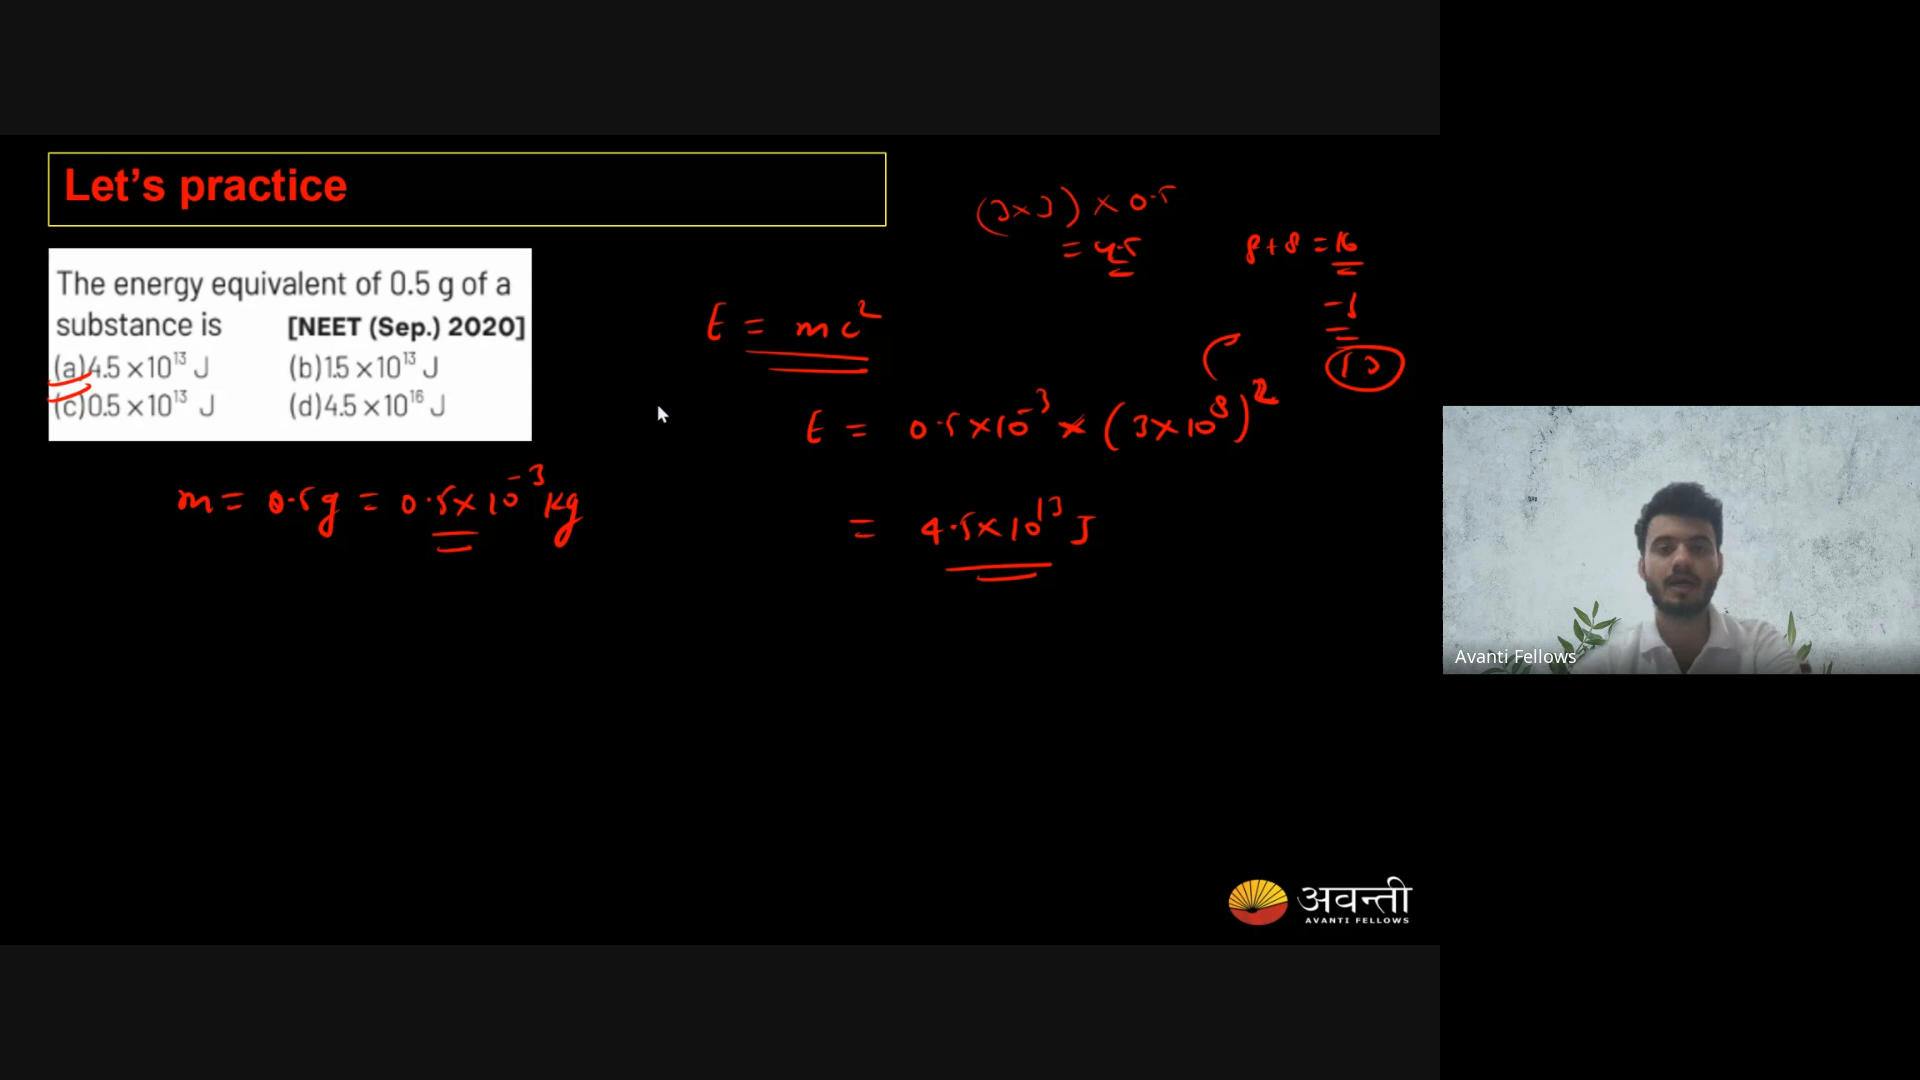 Let's practice
The energy equivalent of 0.5 g of a
substance is [NEET (Sep.) 2020]
(a) 4.5 × 10¹³ J (b) 1.5 × 10¹³ J
(c) 0.5 × 10¹³ J (d) 4.5 × 10¹⁶ J
m = 0.5g = 0.5 × 10⁻³ kg
(3×3) × 0.5
= 4.5
8 + 8 = 16
-3
13
E = mc²
E = 0.5 × 10⁻³ × (3 × 10⁸)²
= 4.5 × 10¹³ J
Avanti Fellows
अवन्ती
AVANTI FELLOWS